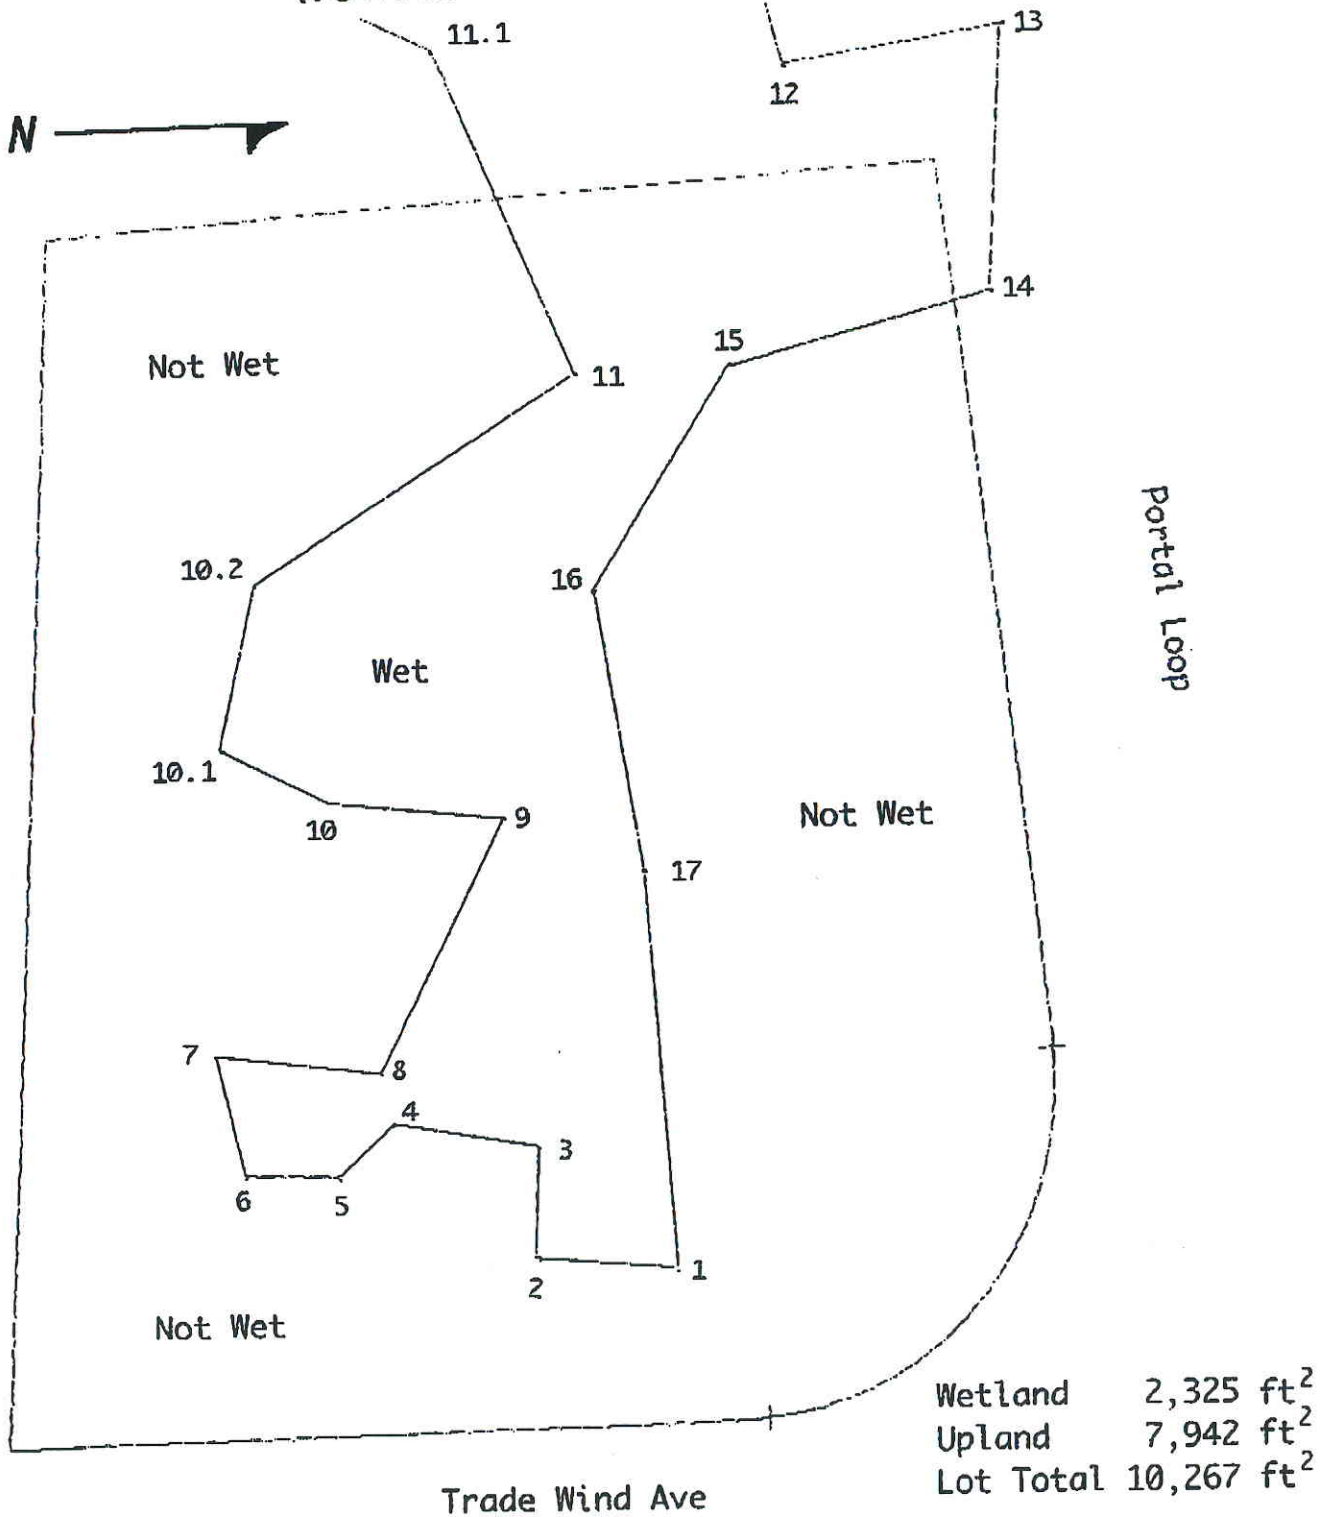 11.1
13
12
N
14
15
Not Wet
11
Portal Loop
10.2
16
Wet
10.1
Not Wet
10
9
17
7
8
4
3
6
5
1
2
Not Wet
Wetland 2,325 ft²
Upland 7,942 ft²
Lot Total 10,267 ft²
Trade Wind Ave